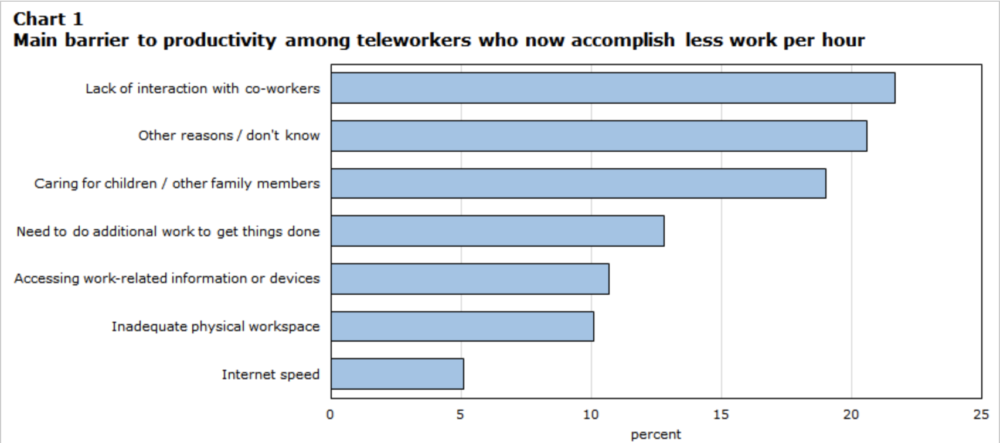 Chart 1
Main barrier to productivity among teleworkers who now accomplish less work per hour
Lack of interaction with co-workers
Other reasons / don't know
Caring for children / other family members
Need to do additional work to get things done
Accessing work-related information or devices
Inadequate physical workspace
Internet speed
0 5 10 15 20 25
percent